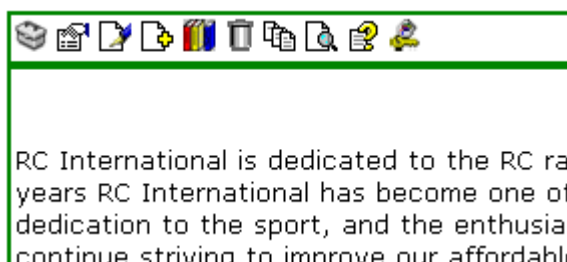 RC International is dedicated to the RC ra
years RC International has become one of
dedication to the sport, and the enthusia
continue striving to improve our affordable